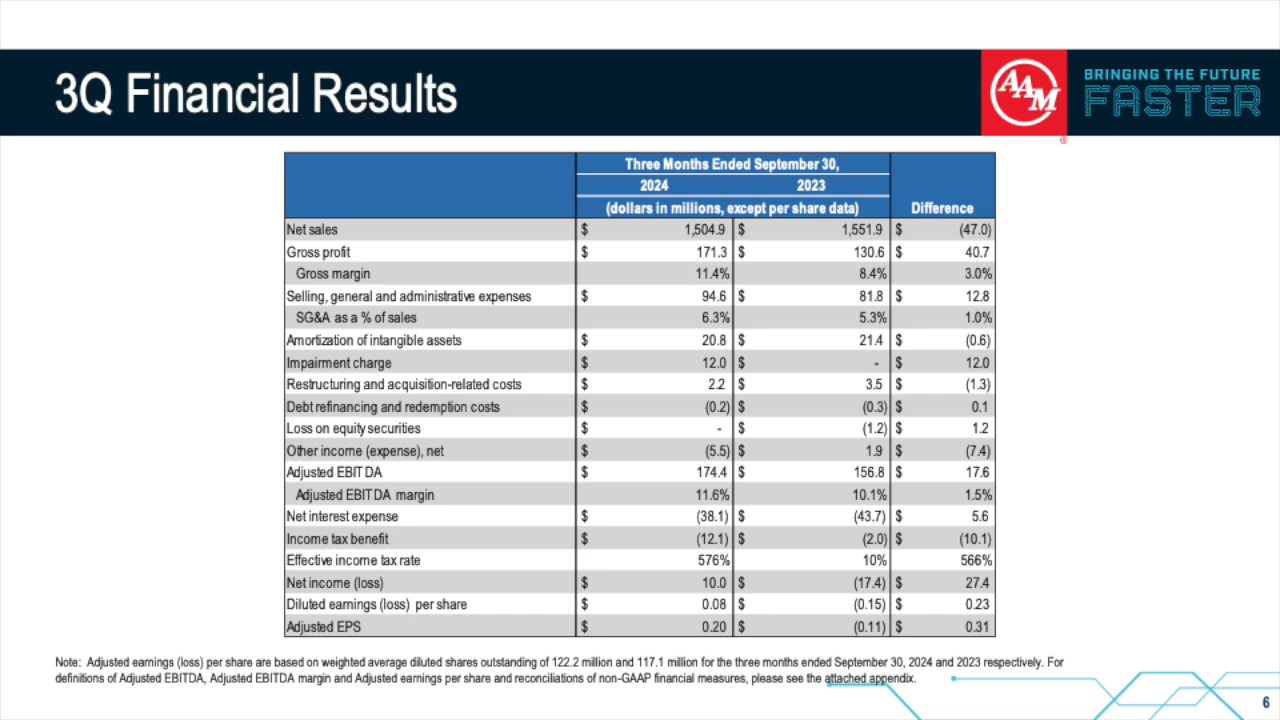 3Q Financial Results
AAM
BRINGING THE FUTURE
FASTER
®
Three Months Ended September 30,
2024 2023
(dollars in millions, except per share data) Difference
Net sales $ 1,504.9 $ 1,551.9 $ (47.0)
Gross profit $ 171.3 $ 130.6 $ 40.7
Gross margin 11.4% 8.4% 3.0%
Selling, general and administrative expenses $ 94.6 $ 81.8 $ 12.8
SG&A as a % of sales 6.3% 5.3% 1.0%
Amortization of intangible assets $ 20.8 $ 21.4 $ (0.6)
Impairment charge $ 12.0 $ - $ 12.0
Restructuring and acquisition-related costs $ 2.2 $ 3.5 $ (1.3)
Debt refinancing and redemption costs $ (0.2) $ (0.3) $ 0.1
Loss on equity securities $ - $ (1.2) $ 1.2
Other income (expense), net $ (5.5) $ 1.9 $ (7.4)
Adjusted EBITDA $ 174.4 $ 156.8 $ 17.6
Adjusted EBITDA margin 11.6% 10.1% 1.5%
Net interest expense $ (38.1) $ (43.7) $ 5.6
Income tax benefit $ (12.1) $ (2.0) $ (10.1)
Effective income tax rate 576% 10% 566%
Net income (loss) $ 10.0 $ (17.4) $ 27.4
Diluted earnings (loss) per share $ 0.08 $ (0.15) $ 0.23
Adjusted EPS $ 0.20 $ (0.11) $ 0.31
Note: Adjusted earnings (loss) per share are based on weighted average diluted shares outstanding of 122.2 million and 117.1 million for the three months ended September 30, 2024 and 2023 respectively. For
definitions of Adjusted EBITDA, Adjusted EBITDA margin and Adjusted earnings per share and reconciliations of non-GAAP financial measures, please see the attached appendix.
6